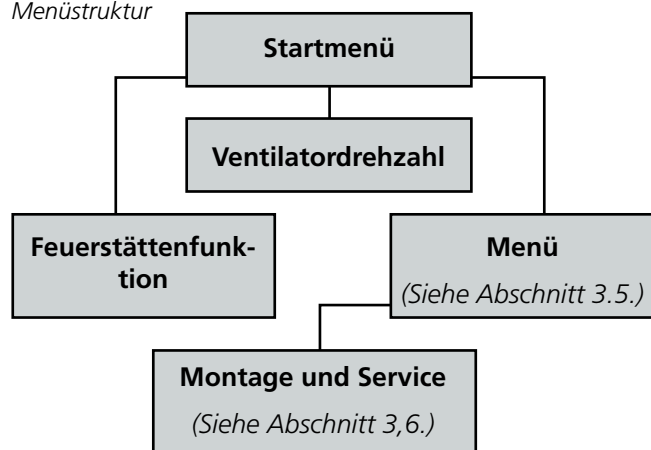 Menüstruktur
Startmenü
Ventilatordrehzahl
Feuerstättenfunk-
tion
Menü
(Siehe Abschnitt 3.5.)
Montage und Service
(Siehe Abschnitt 3,6.)